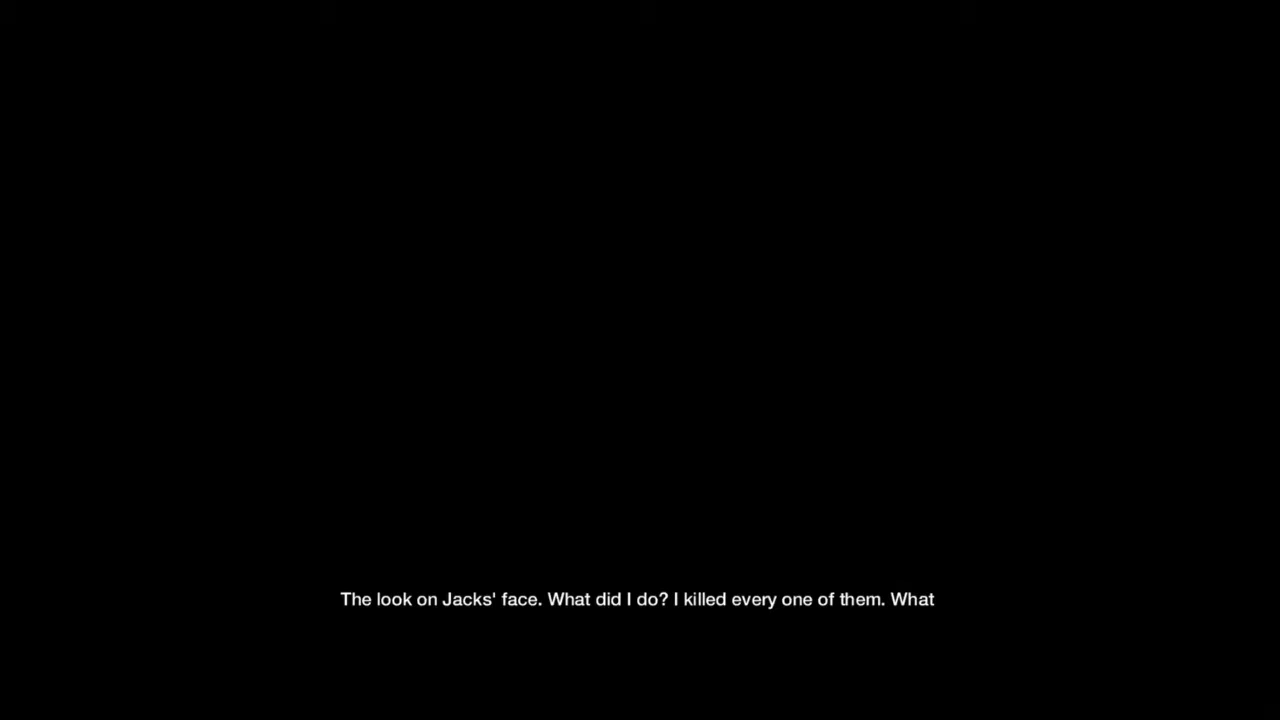 The look on Jacks' face. What did I do? I killed every one of them. What